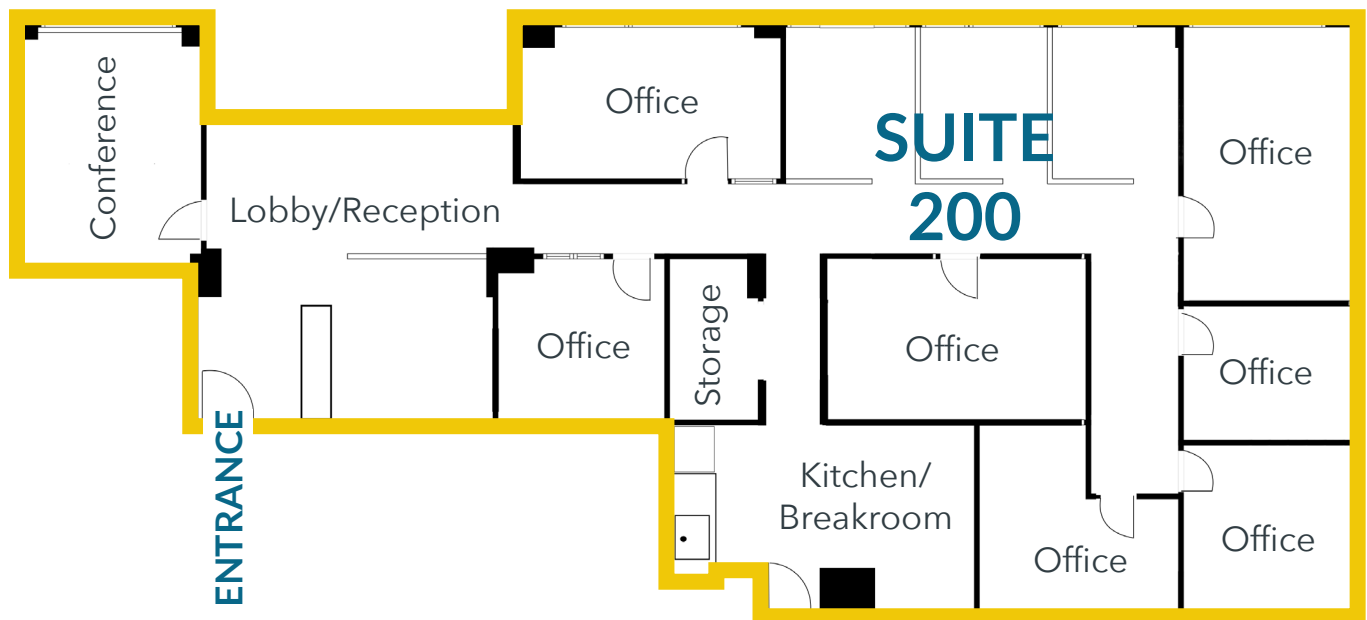 Conference
Office
SUITE
200
Office
Lobby/Reception
Office
Storage
Office
Office
ENTRANCE
Kitchen/
Breakroom
Office
Office